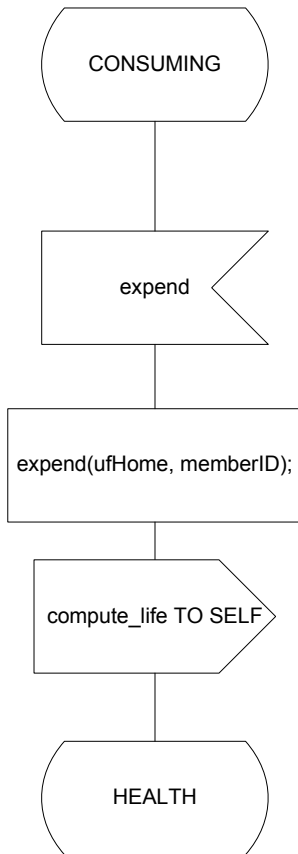 CONSUMING
expend
expend(ufHome, memberID);
compute_life TO SELF
HEALTH